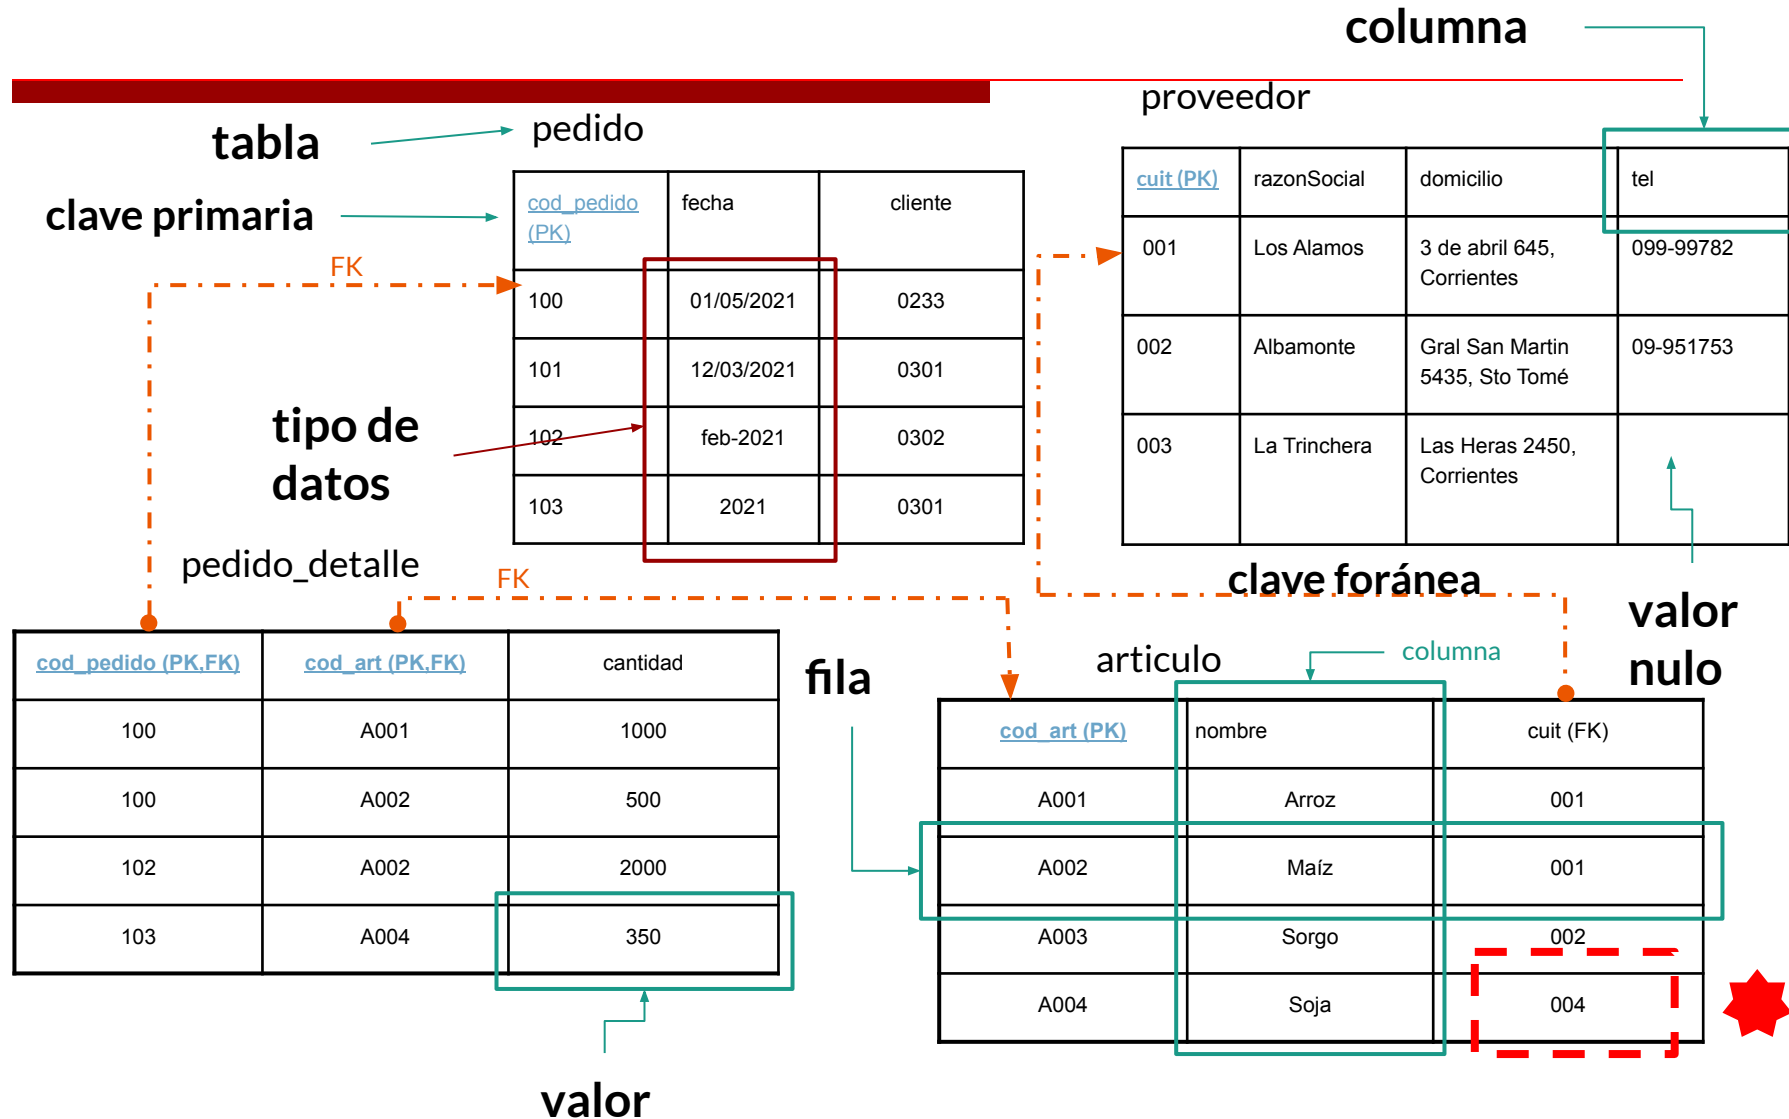 columna
proveedor
tabla
pedido
clave primaria
cuit (PK) razonSocial domicilio tel
001 Los Alamos 3 de abril 645, 099-99782
Corrientes
002 Albamonte Gral San Martin 09-951753
5435, Sto Tomé
003 La Trinchera Las Heras 2450,
Corrientes
cod_pedido fecha cliente
(PK)
FK
100 01/05/2021 0233
101 12/03/2021 0301
102 feb-2021 0302
103 2021 0301
tipo de
datos
pedido_detalle
FK
clave foránea
valor
nulo
cod_pedido (PK,FK) cod_art (PK,FK) cantidad
100 A001 1000
100 A002 500
102 A002 2000
103 A004 350
fila
articulo
columna
cod_art (PK) nombre cuit (FK)
A001 Arroz 001
A002 Maíz 001
A003 Sorgo 002
A004 Soja 004
valor